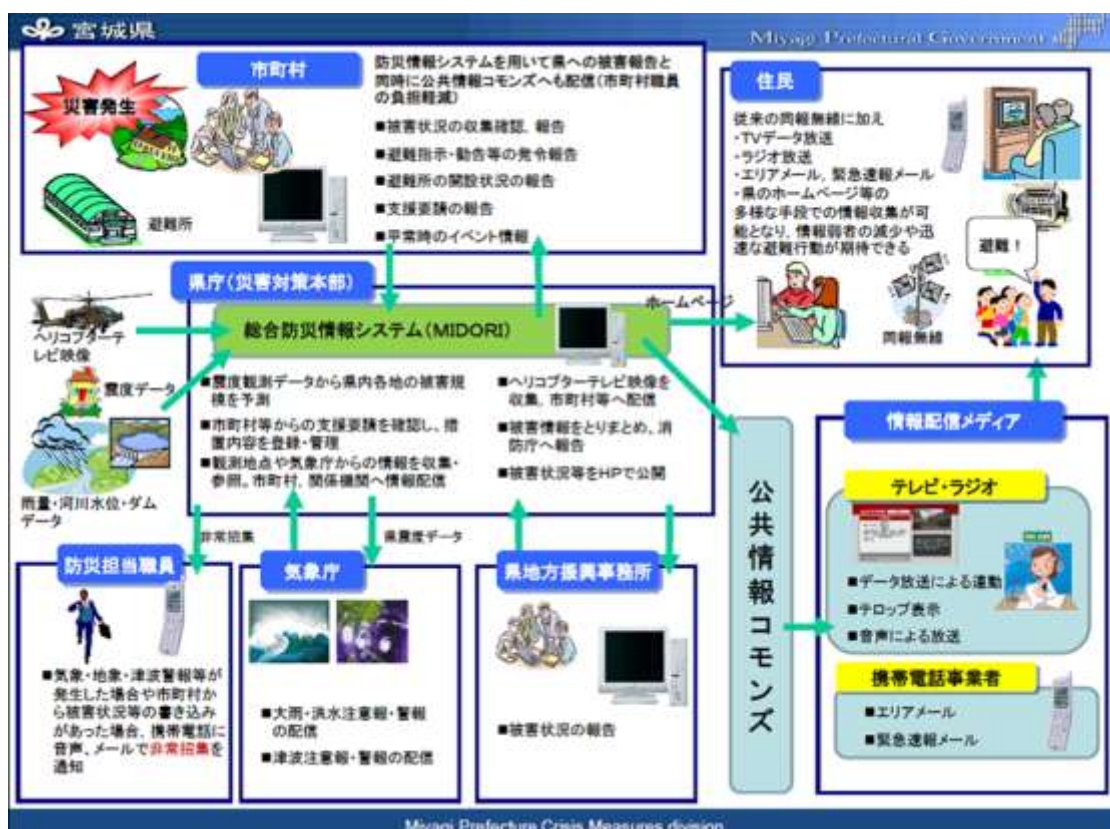 宮城県
Miyagi Prefectural Government
市町村
災害発生
避難所
防災情報システムを用いて県への被害報告と
同時に公共情報コモンズへも配信(市町村職員
の負担軽減)
■被害状況の収集確認、報告
■避難指示・勧告等の発令報告
■避難所の開設状況の報告
■支援要請の報告
■平常時のイベント情報
住民
従来の同報無線に加え
・TVデータ放送
・ラジオ放送
・エリアメール,緊急速報メール
・県のホームページ等の
多様な手段での情報収集が可
能となり,情報弱者の減少や迅
速な避難行動が期待できる
避難!
同報無線
ホームページ
県庁(災害対策本部)
総合防災情報システム(MIDORI)
■震度観測データから県内各地の被害規
模を予測
■市町村等からの支援要請を確認し、措
置内容を登録・管理
■観測地点や気象庁からの情報を収集・
参照。市町村、関係機関へ情報配信
■ヘリコプターテレビ映像を
収集、市町村等へ配信
■被害情報をとりまとめ、消
防庁へ報告
■被害状況等をHPで公開
ヘリコプターテ
レビ映像
震度データ
雨量・河川水位・ダム
データ
非常招集
県震度データ
防災担当職員
■気象・地象・津波警報等が
発生した場合や市町村か
ら被害状況等の書き込み
があった場合、携帯電話に
音声、メールで非常招集を
通知
気象庁
■大雨・洪水注意報・警報
の配信
■津波注意報・警報の配信
県地方振興事務所
■被害状況の報告
公共情報コモンズ
情報配信メディア
テレビ・ラジオ
■データ放送による連動
■テロップ表示
■音声による放送
携帯電話事業者
■エリアメール
■緊急速報メール
Miyagi Prefecture Crisis Measures division